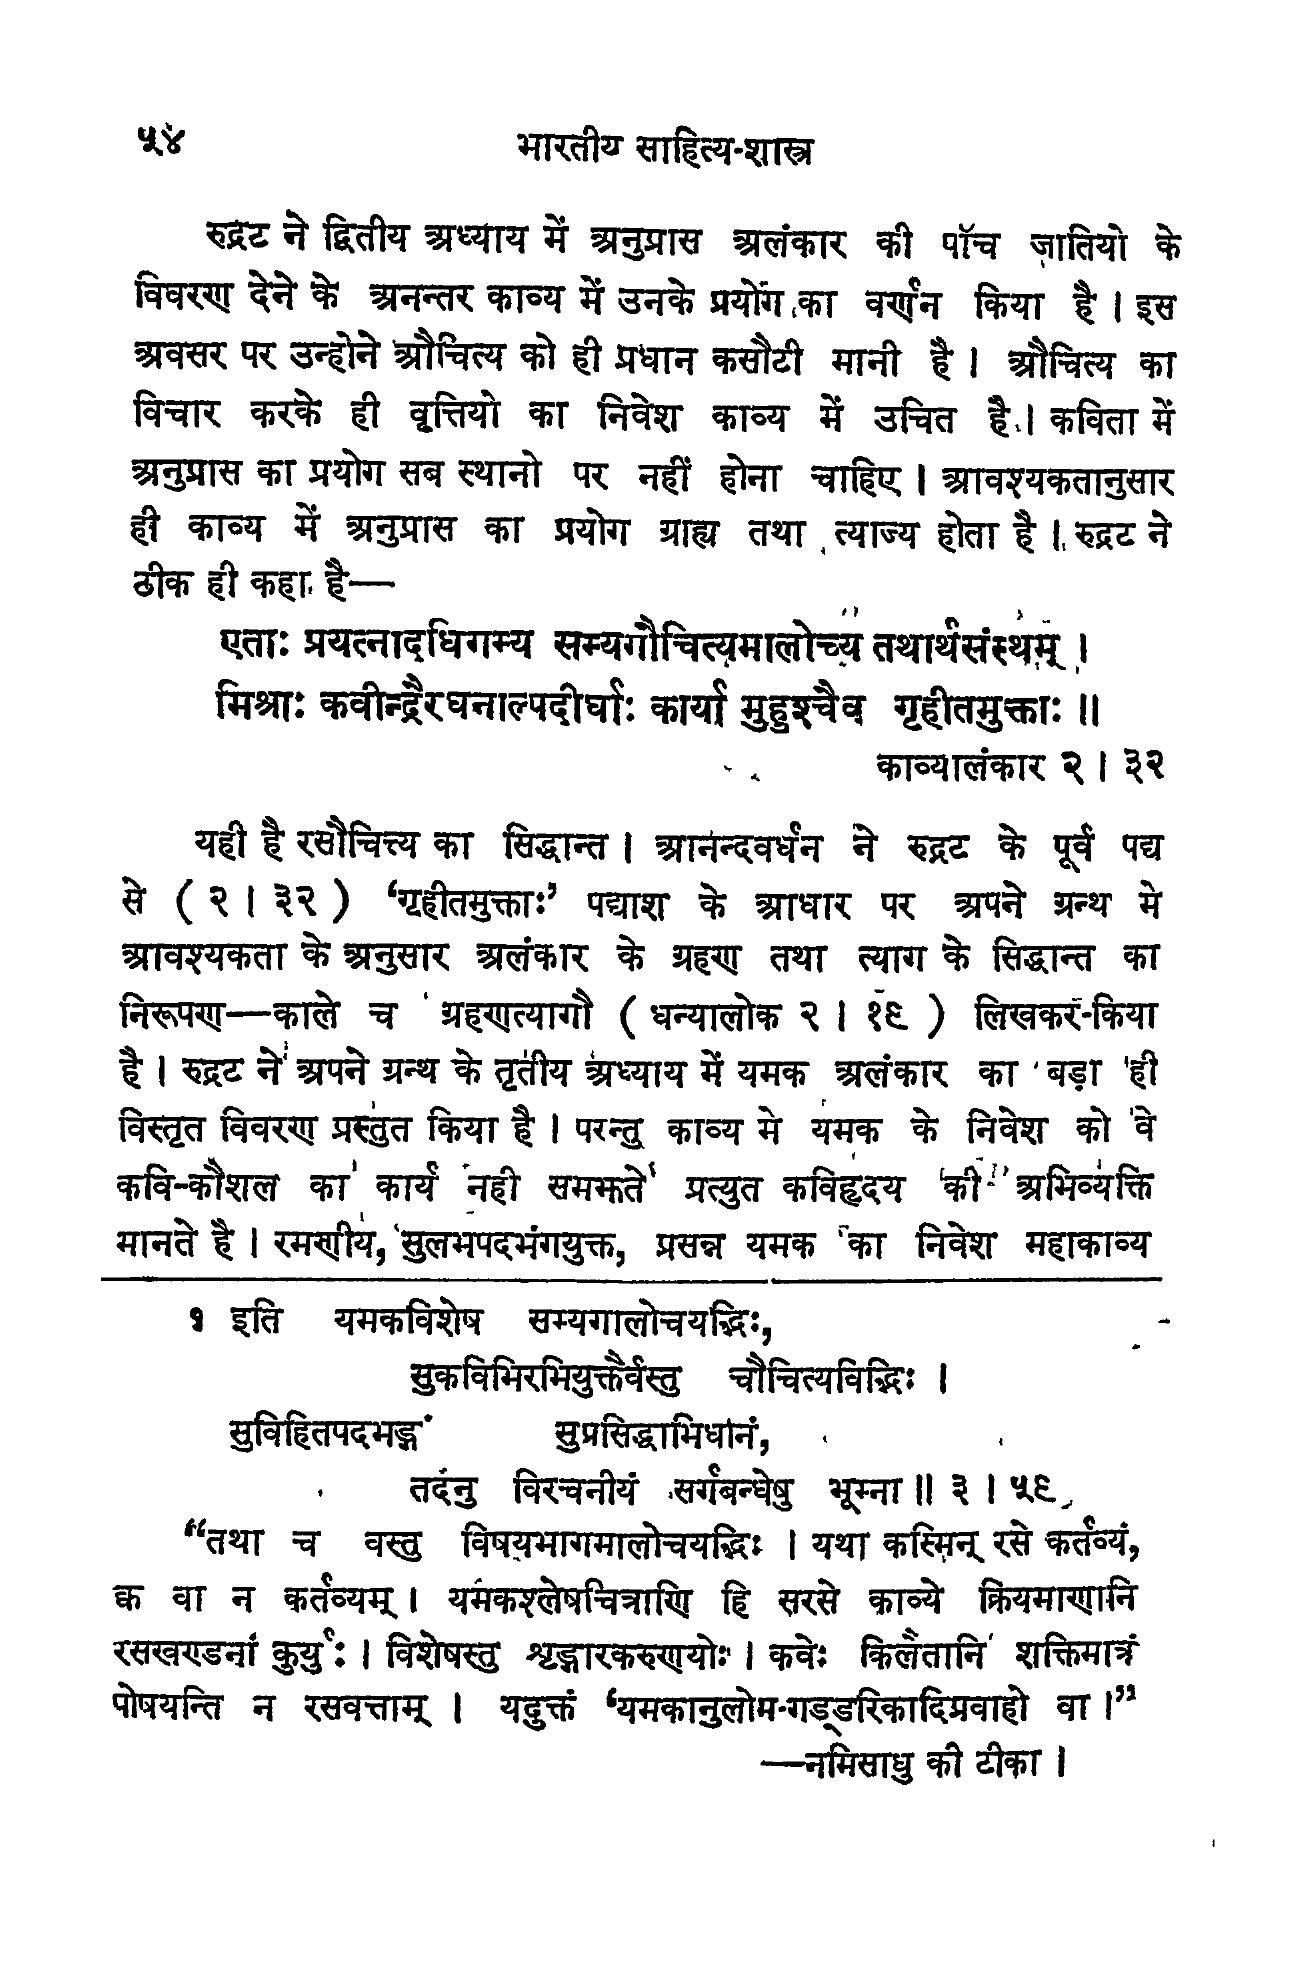 ५४ भारतीय साहित्य-शास्त्र
रुद्रट ने द्वितीय अध्याय में अनुप्रास अलंकार की पॉच जातियो के
विवरण देने के अनन्तर काव्य में उनके प्रयोग का वर्णन किया है । इस
अवसर पर उन्होने औचित्य को ही प्रधान कसौटी मानी है । औचित्य का
विचार करके ही वृत्तियो का निवेश काव्य में उचित है । कविता में
अनुप्रास का प्रयोग सब स्थानो पर नहीं होना चाहिए । आवश्यकतानुसार
ही काव्य में अनुप्रास का प्रयोग ग्राह्य तथा त्याज्य होता है । रुद्रट ने
ठीक ही कहा है—
एताः प्रयत्नादधिगम्य सम्यगौचित्यमालोच्य तथार्थसंस्थम् ।
मिश्राः कवीन्द्रैरघनाल्पदीर्घाः कार्या मुहुश्चैव गृहीतमुक्ताः ॥
काव्यालंकार २ । ३२
यही है रसौचित्त्य का सिद्धान्त । आनन्दवर्धन ने रुद्रट के पूर्व पद्य
से ( २ । ३२ ) ‘गृहीतमुक्ताः’ पद्याश के आधार पर अपने ग्रन्थ मे
आवश्यकता के अनुसार अलंकार के ग्रहण तथा त्याग के सिद्धान्त का
निरूपण—काले च ग्रहणत्यागौ ( धन्यालोक २ । १९ ) लिखकर-किया
है । रुद्रट ने अपने ग्रन्थ के तृतीय अध्याय में यमक अलंकार का बड़ा ही
विस्तृत विवरण प्रस्तुत किया है । परन्तु काव्य मे यमक के निवेश को वे
कवि-कौशल का कार्य नही समझते प्रत्युत कविहृदय की अभिव्यक्ति
मानते है । रमणीय, सुलभपदभंगयुक्त, प्रसन्न यमक का निवेश महाकाव्य
१ इति यमकविशेष सम्यगालोचयद्भिः,
सुकविभिरभियुक्तैर्वस्तु चौचित्यविद्भिः ।
सुविहितपदभङ्गं सुप्रसिद्धाभिधानं,
तदनु विरचनीयं सर्गबन्धेषु भूम्ना ॥ ३ । ५९
“तथा च वस्तु विषयभागमालोचयद्भिः । यथा कस्मिन् रसे कर्तव्यं,
क्व वा न कर्तव्यम् । यमकश्लेषचित्राणि हि सरसे काव्ये क्रियमाणानि
रसखण्डनां कुर्युः । विशेषस्तु शृङ्गारकरुणयोः । कवेः किलैतानि शक्तिमात्रं
पोषयन्ति न रसवत्ताम् । यदुक्तं ‘यमकानुलोम-गड्डरिकादिप्रवाहो वा ।’”
—नमिसाधु की टीका ।